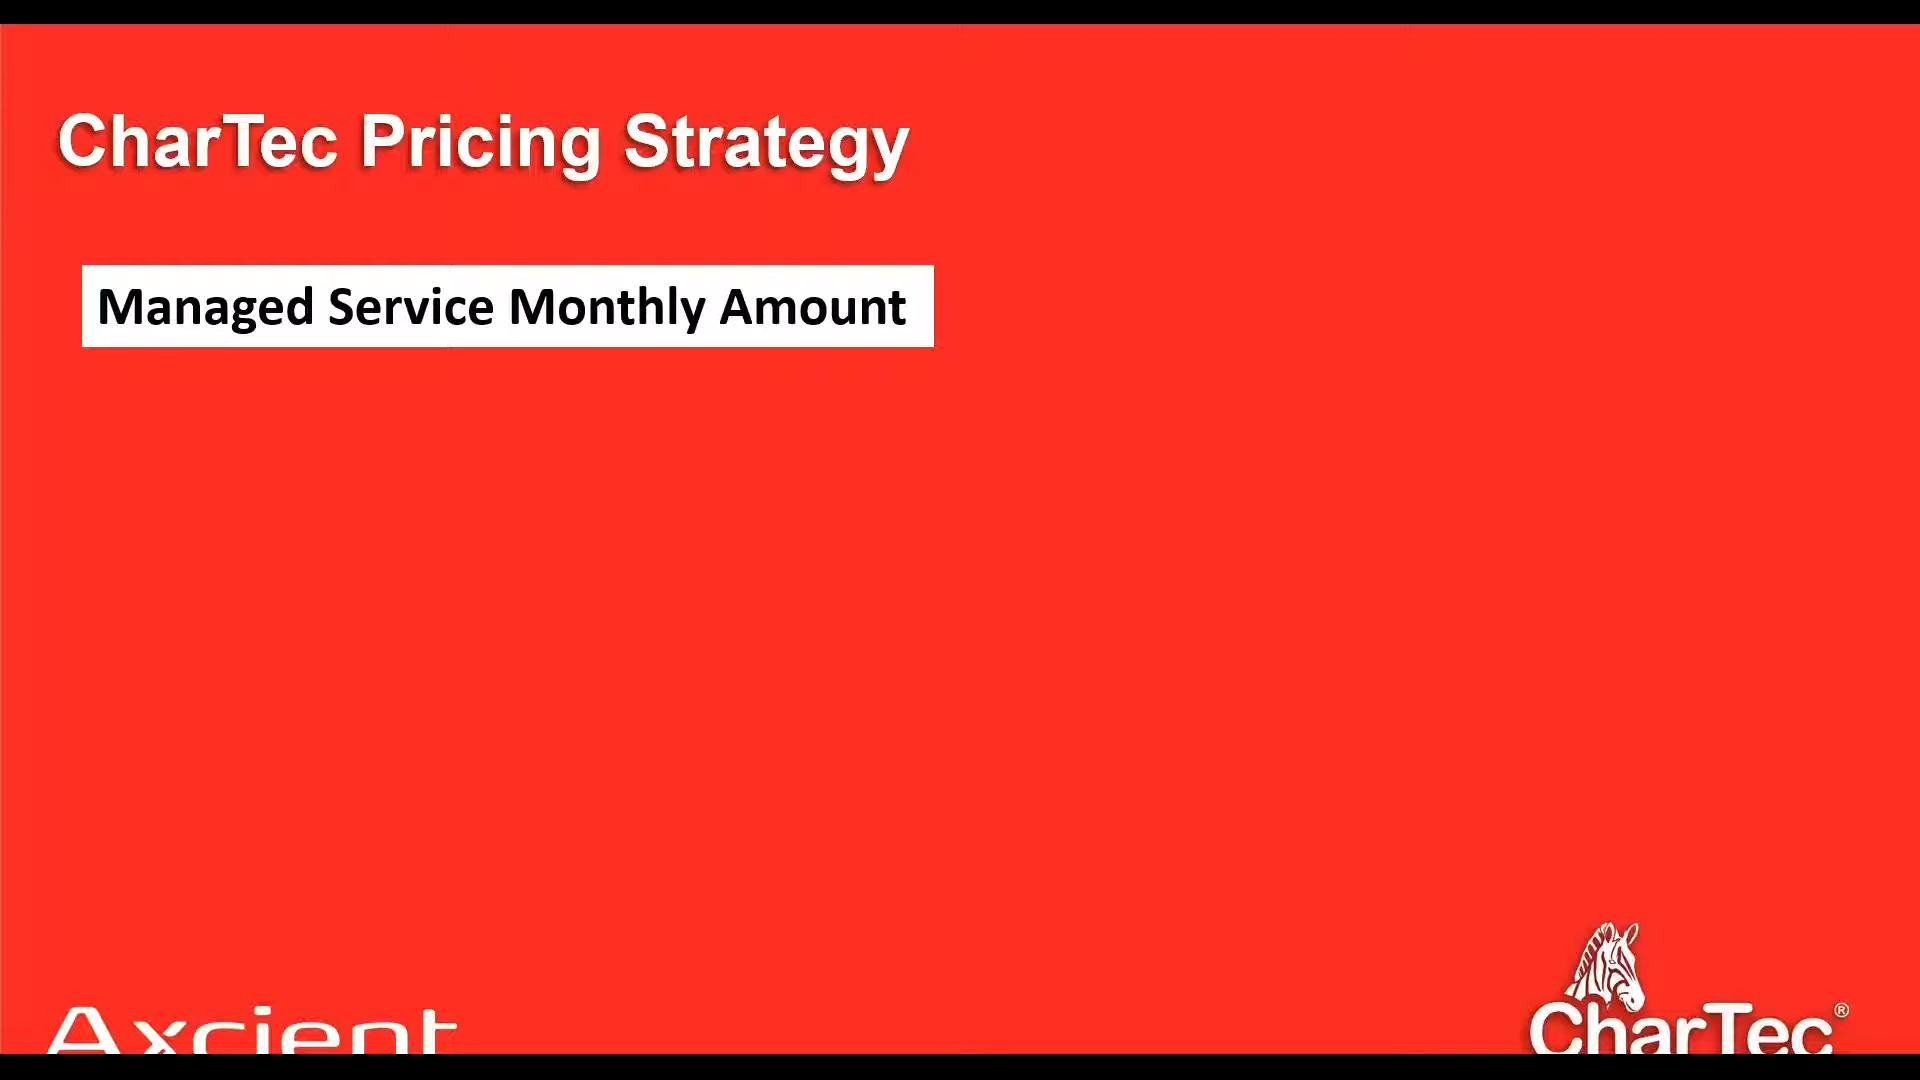 CharTec Pricing Strategy
Managed Service Monthly Amount
Axcient
CharTec®